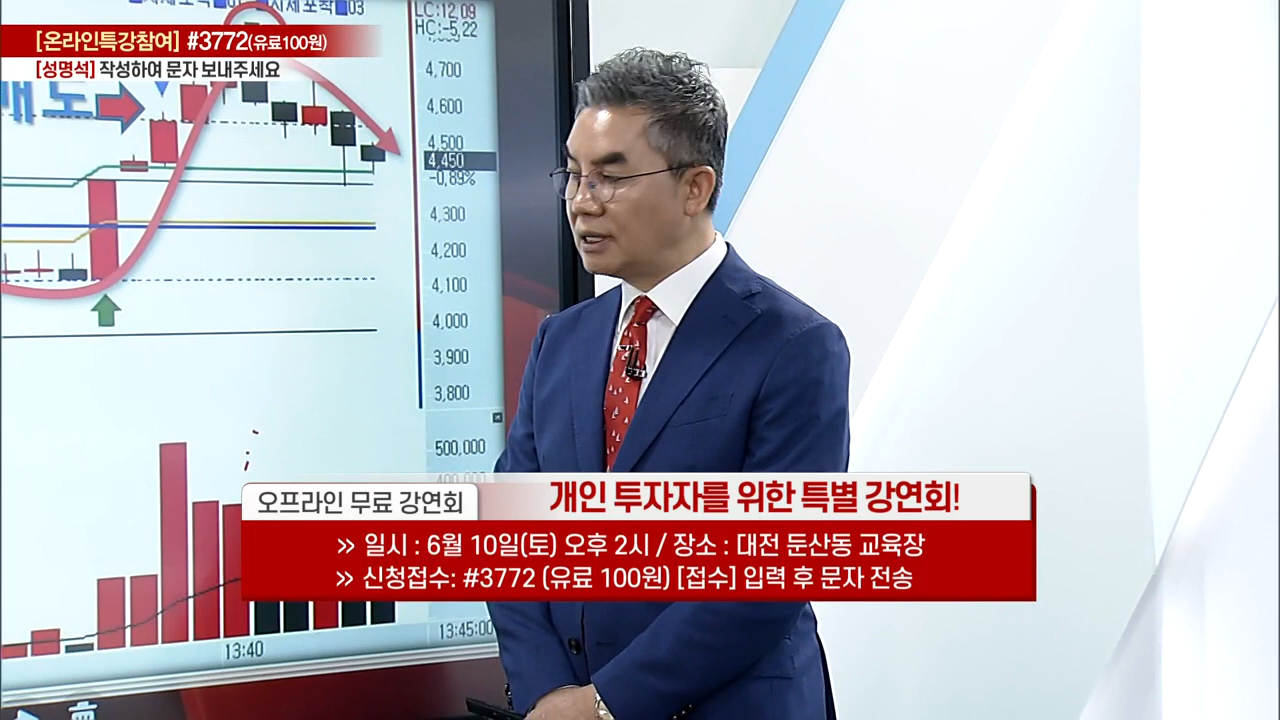 LC:12,09
HC:-5,22
[온라인특강참여] #3772(유료100원)
[성명석] 작성하여 문자 보내주세요
4,700
4,600
4,500
4,450
-0,89%
4,300
4,200
4,100
4,000
3,900
3,800
500,000
오프라인 무료 강연회
개인 투자자를 위한 특별 강연회!
» 일시 : 6월 10일(토) 오후 2시 / 장소 : 대전 둔산동 교육장
» 신청접수: #3772 (유료 100원) [접수] 입력 후 문자 전송
13:40
13:45:00